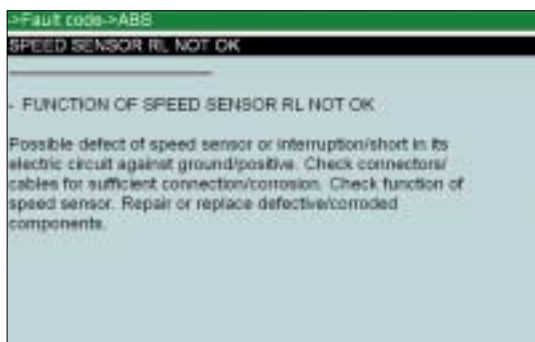 ->Fault code->ABS
SPEED SENSOR RL NOT OK
- FUNCTION OF SPEED SENSOR RL NOT OK
Possible defect of speed sensor or interruption/short in its
electric circuit against ground/positive. Check connectors/
cables for sufficient connection/corrosion. Check function of
speed sensor. Repair or replace defective/corroded
components.